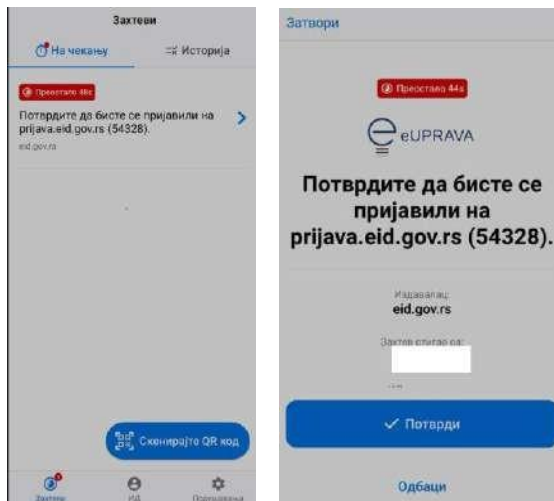 Захтеви
На чекању
Историја
Преостало 48s
Потврдите да бисте се пријавили на
prijava.eid.gov.rs (54328).
eid.gov.rs
Скенирајте QR код
Захтеви
ИД
Подешавања
Затвори
Преостало 44s
eUPRAVA
Потврдите да бисте се
пријавили на
prijava.eid.gov.rs (54328).
Издавалац:
eid.gov.rs
Захтев стигао од:
Потврди
Одбаци